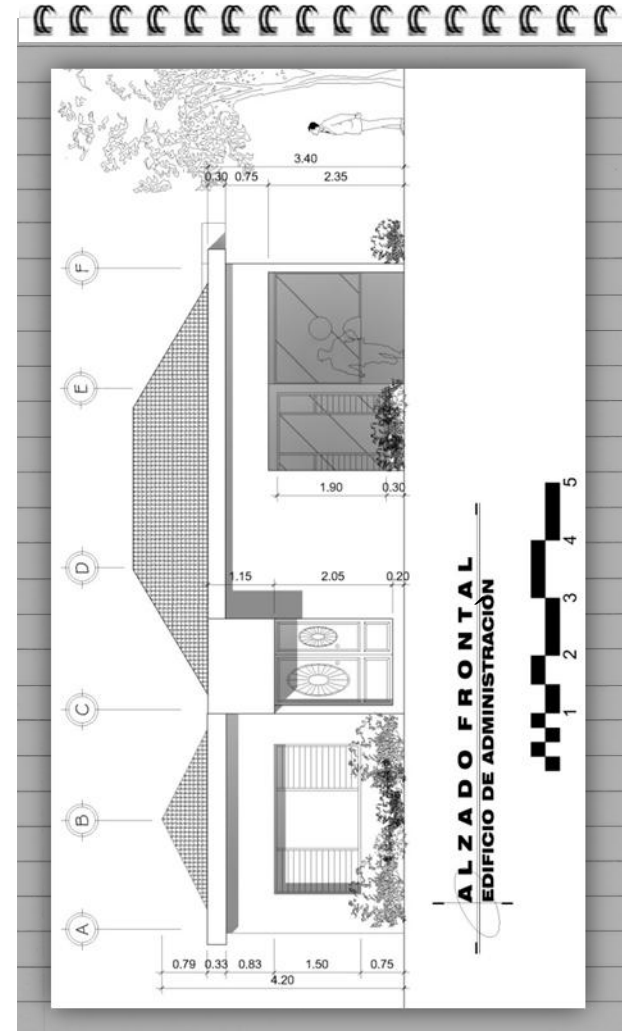 A
B
C
D
E
F
3.40
0.30 0.75 2.35
1.90 0.30
1.15 2.05 0.20
0.79 0.33 0.83 1.50 0.75
4.20
ALZADO FRONTAL
EDIFICIO DE ADMINISTRACIÓN
1 2 3 4 5